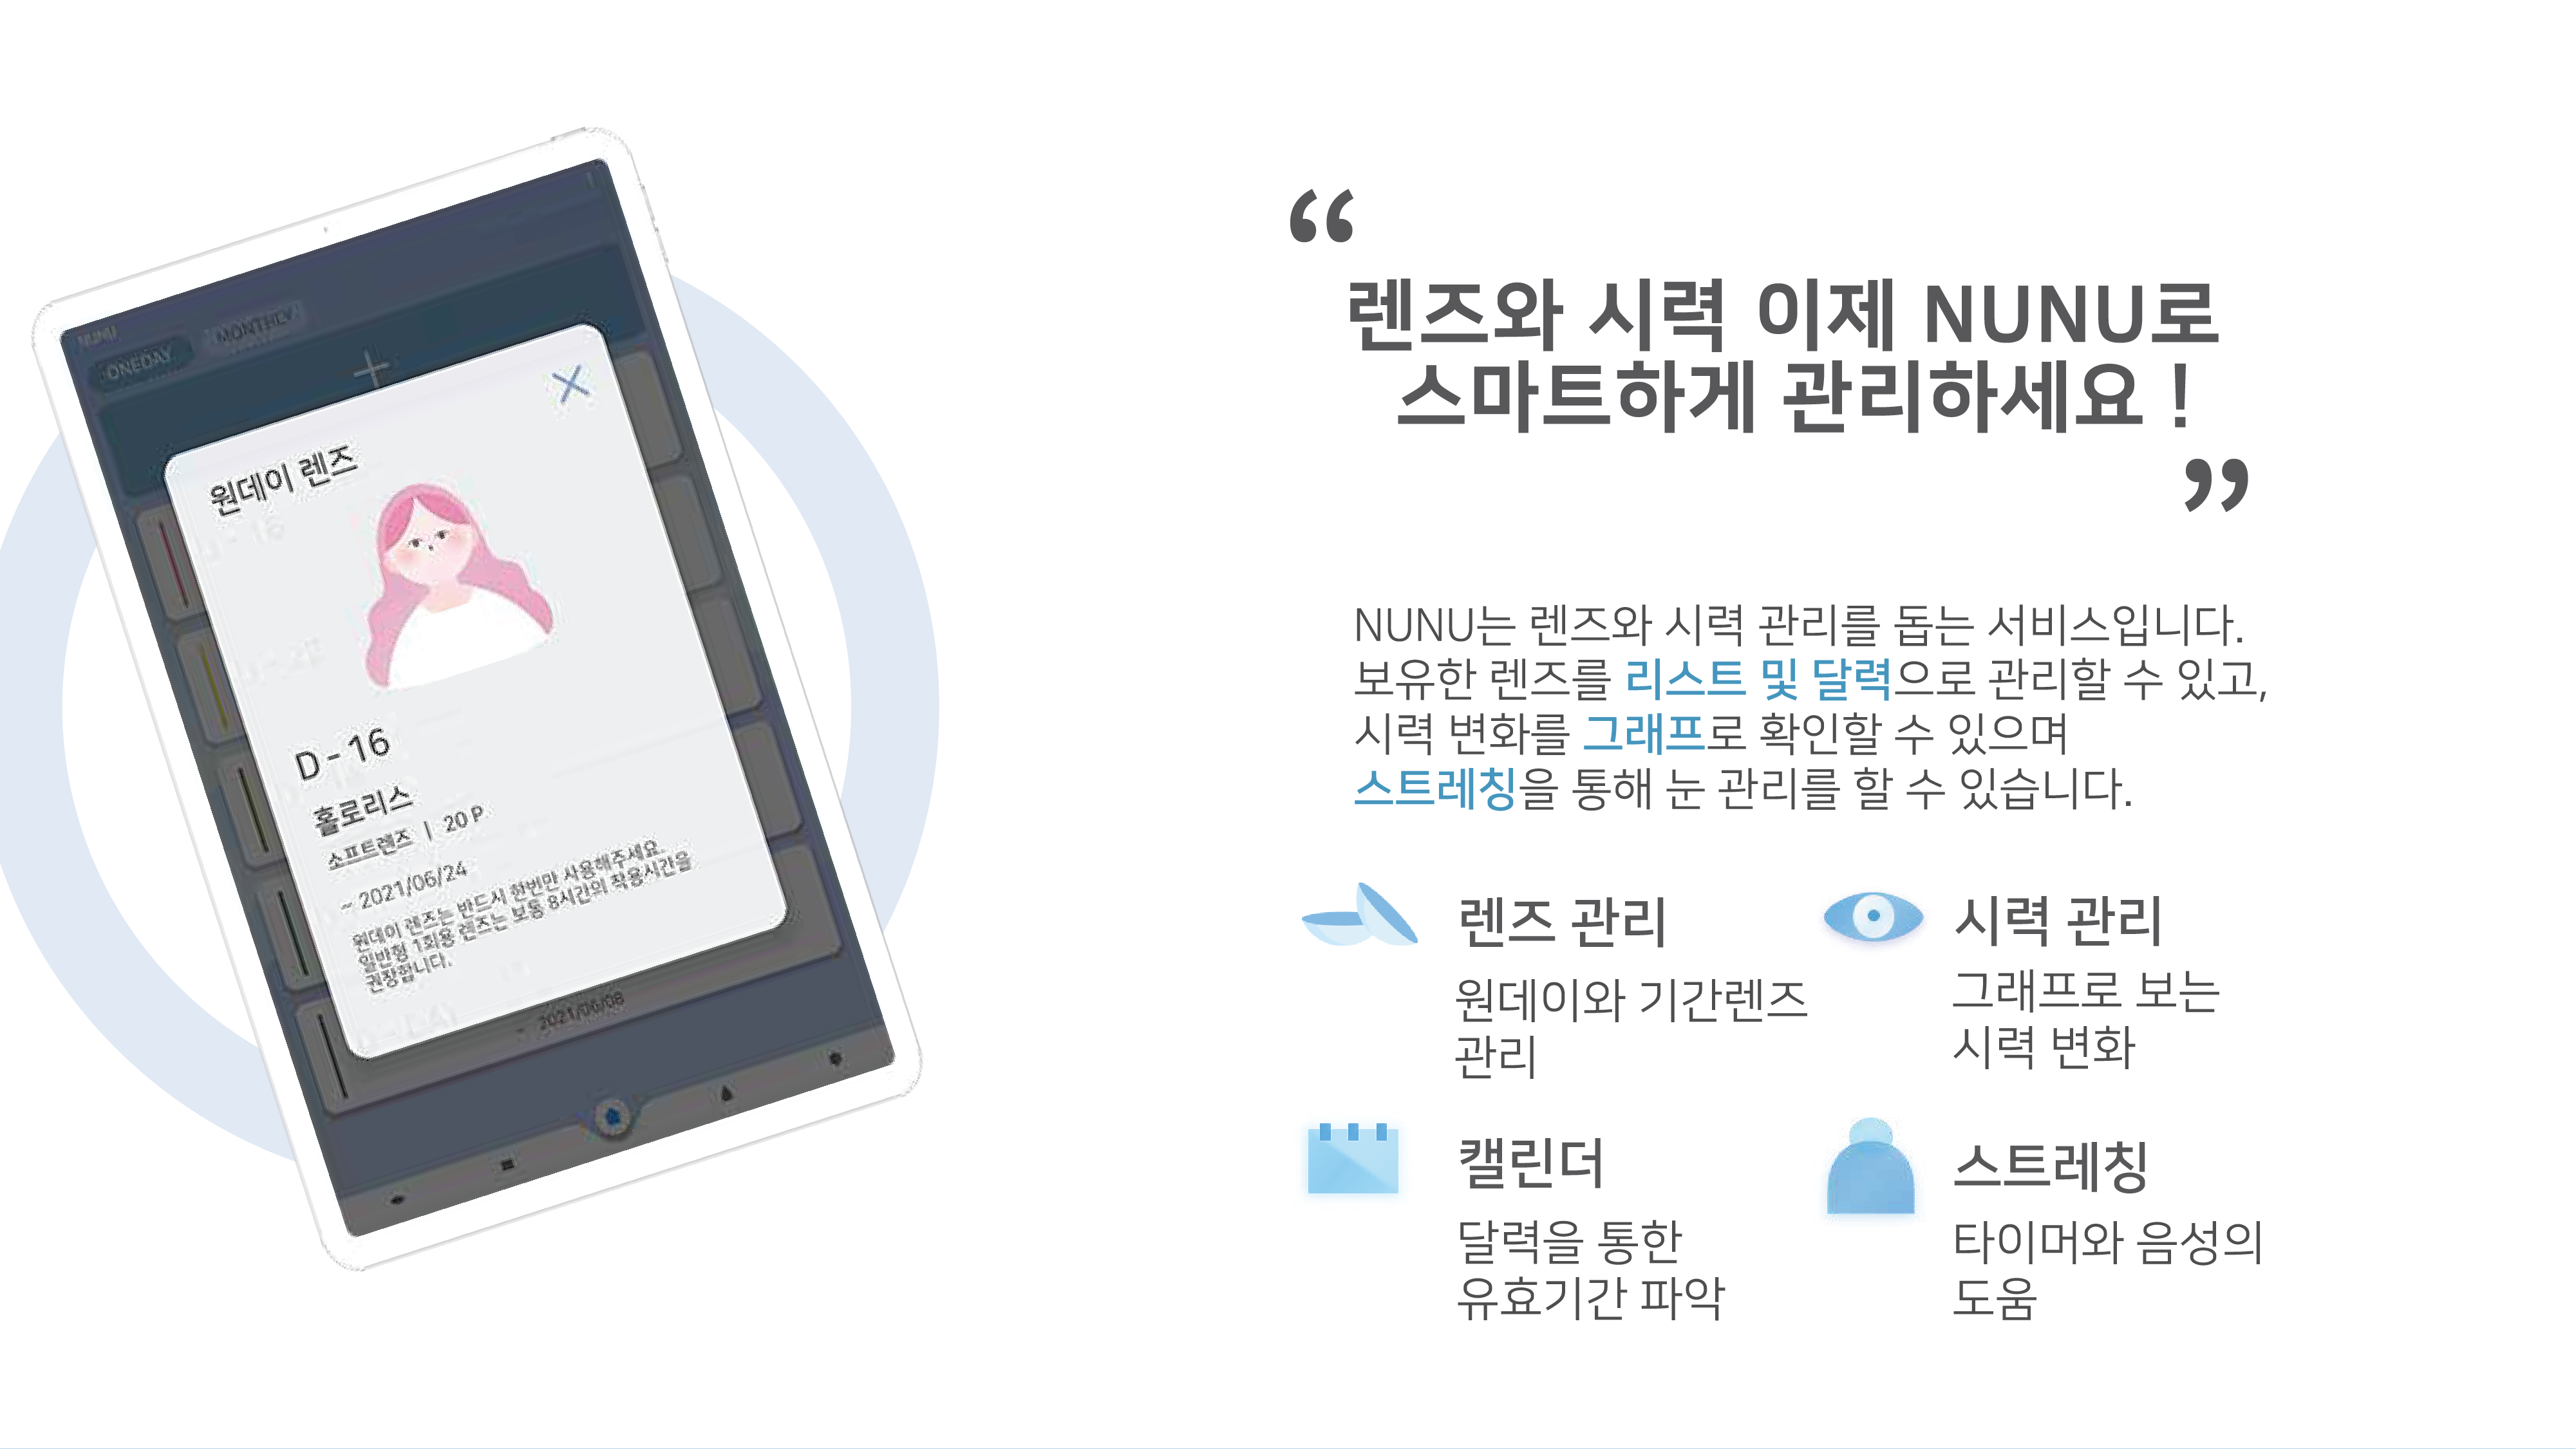 NUNU
ONEDAY
MONTHLY
원데이 렌즈
D - 16
홀로리스
소프트렌즈 | 20 P
~ 2021/06/24
원데이 렌즈는 반드시 한번만 사용해주세요.
일반형 1회용 렌즈는 보통 8시간의 착용시간을
권장합니다.
~ 2021/06/08
“
렌즈와 시력 이제 NUNU로
스마트하게 관리하세요 !
”
NUNU는 렌즈와 시력 관리를 돕는 서비스입니다.
보유한 렌즈를 리스트 및 달력으로 관리할 수 있고,
시력 변화를 그래프로 확인할 수 있으며
스트레칭을 통해 눈 관리를 할 수 있습니다.
렌즈 관리
원데이와 기간렌즈
관리
시력 관리
그래프로 보는
시력 변화
캘린더
달력을 통한
유효기간 파악
스트레칭
타이머와 음성의
도움